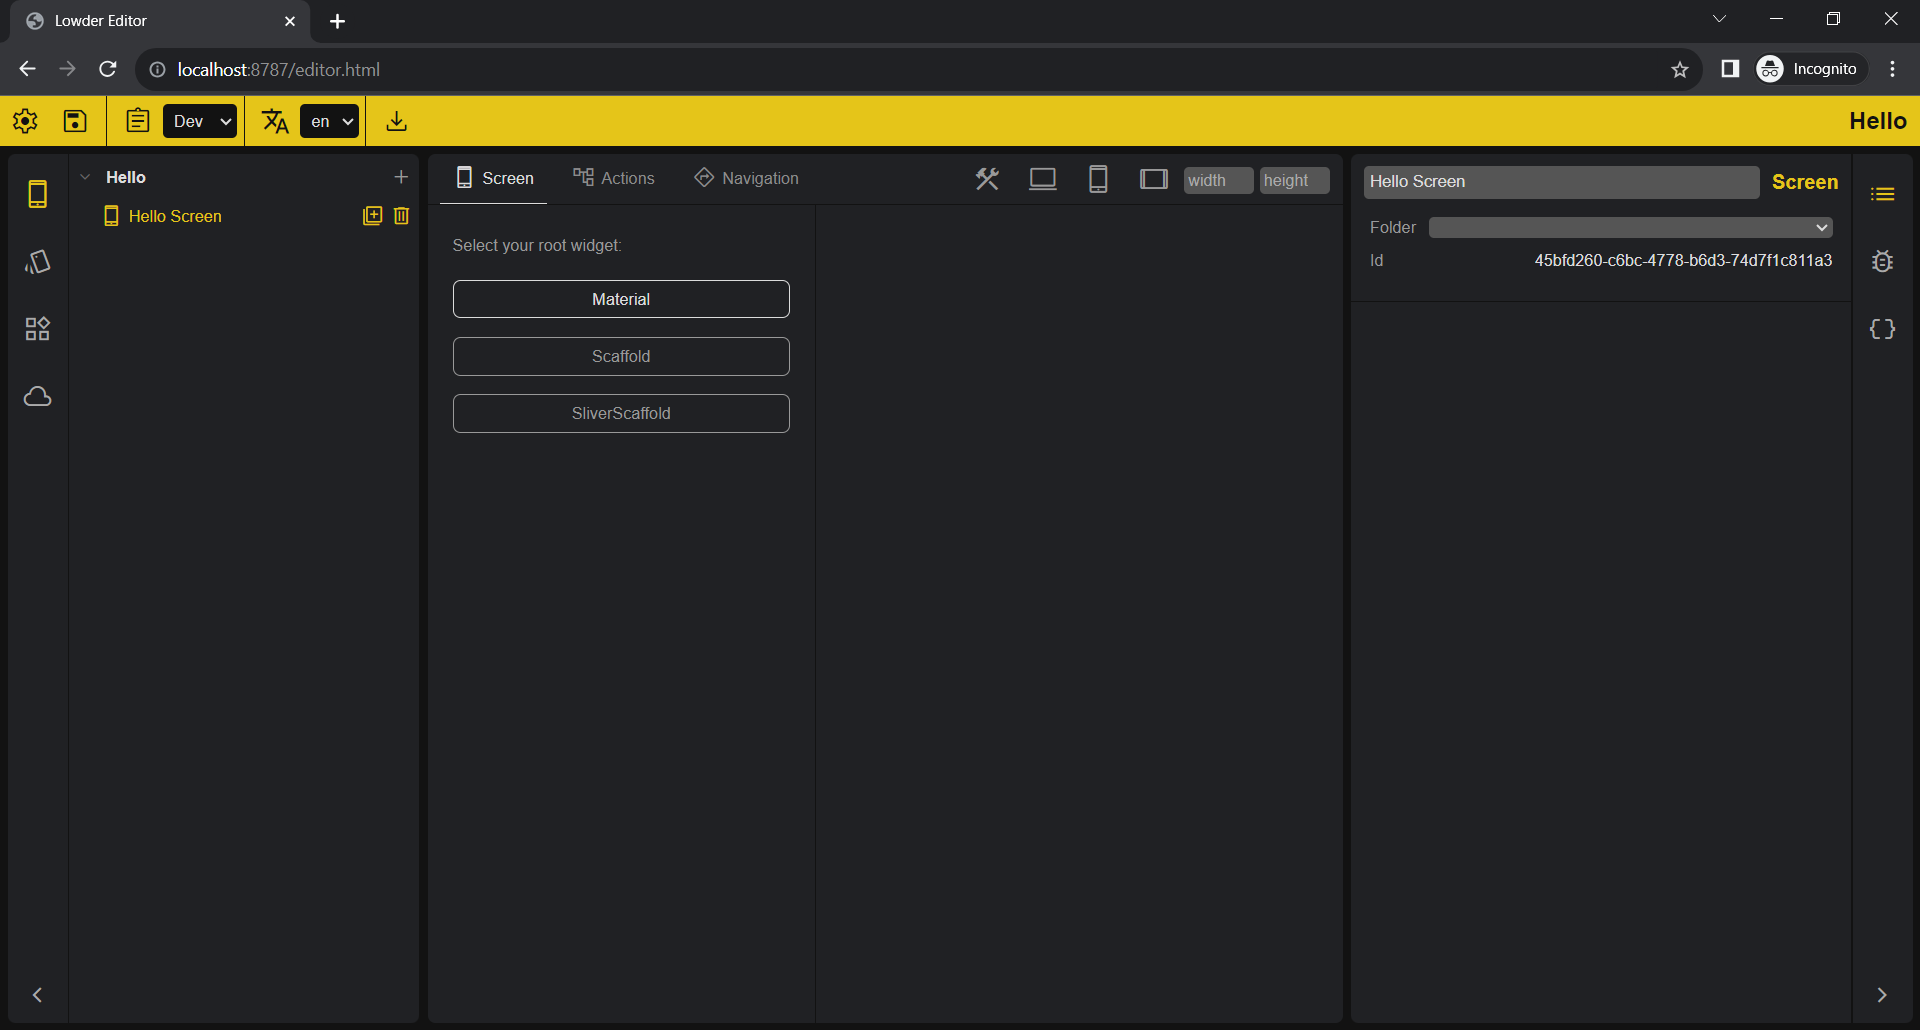 Lowder Editor
localhost:8787/editor.html
Incognito
Dev
en
Hello
Hello
Hello Screen
Screen
Actions
Navigation
width
height
Select your root widget:
Material
Scaffold
SliverScaffold
Hello Screen
Screen
Folder
Id
45bfd260-c6bc-4778-b6d3-74d7f1c811a3